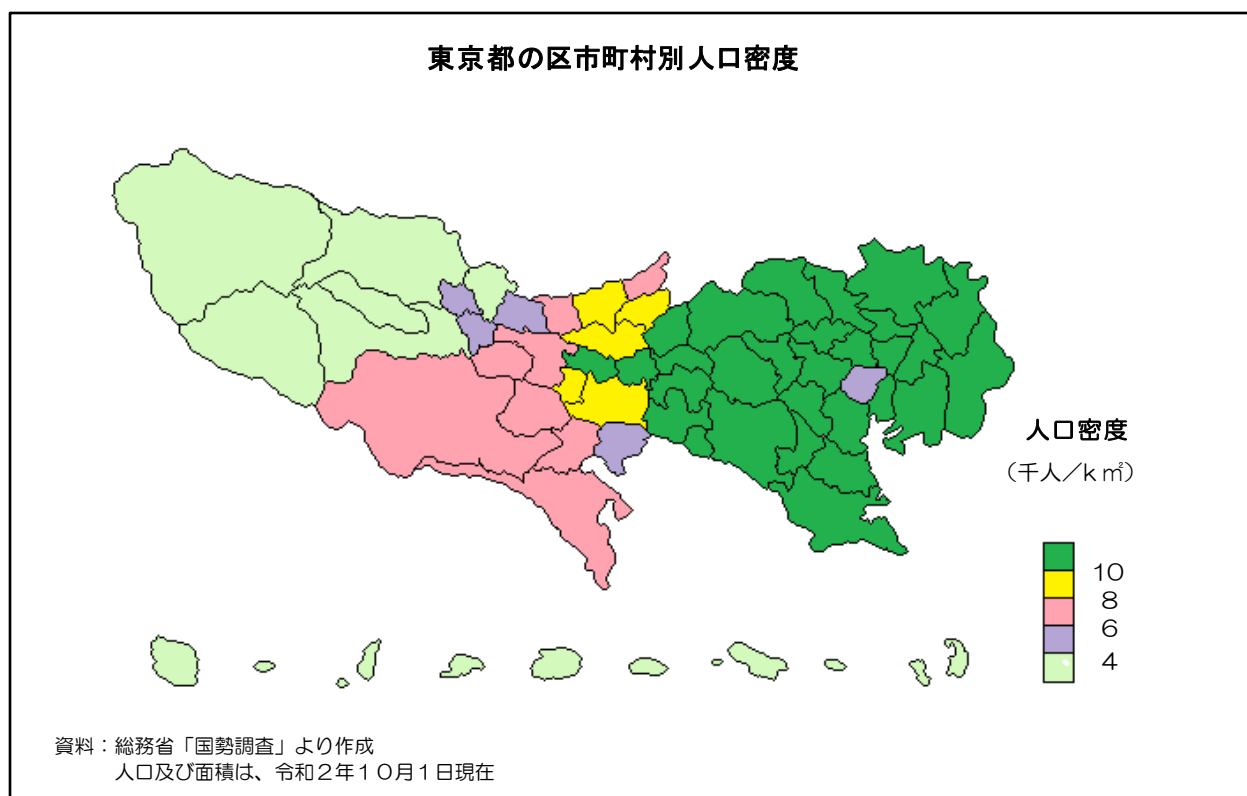 東京都の区市町村別人口密度
人口密度
（千人／k㎡）
10
8
6
4
資料：総務省「国勢調査」より作成
人口及び面積は、令和２年１０月１日現在